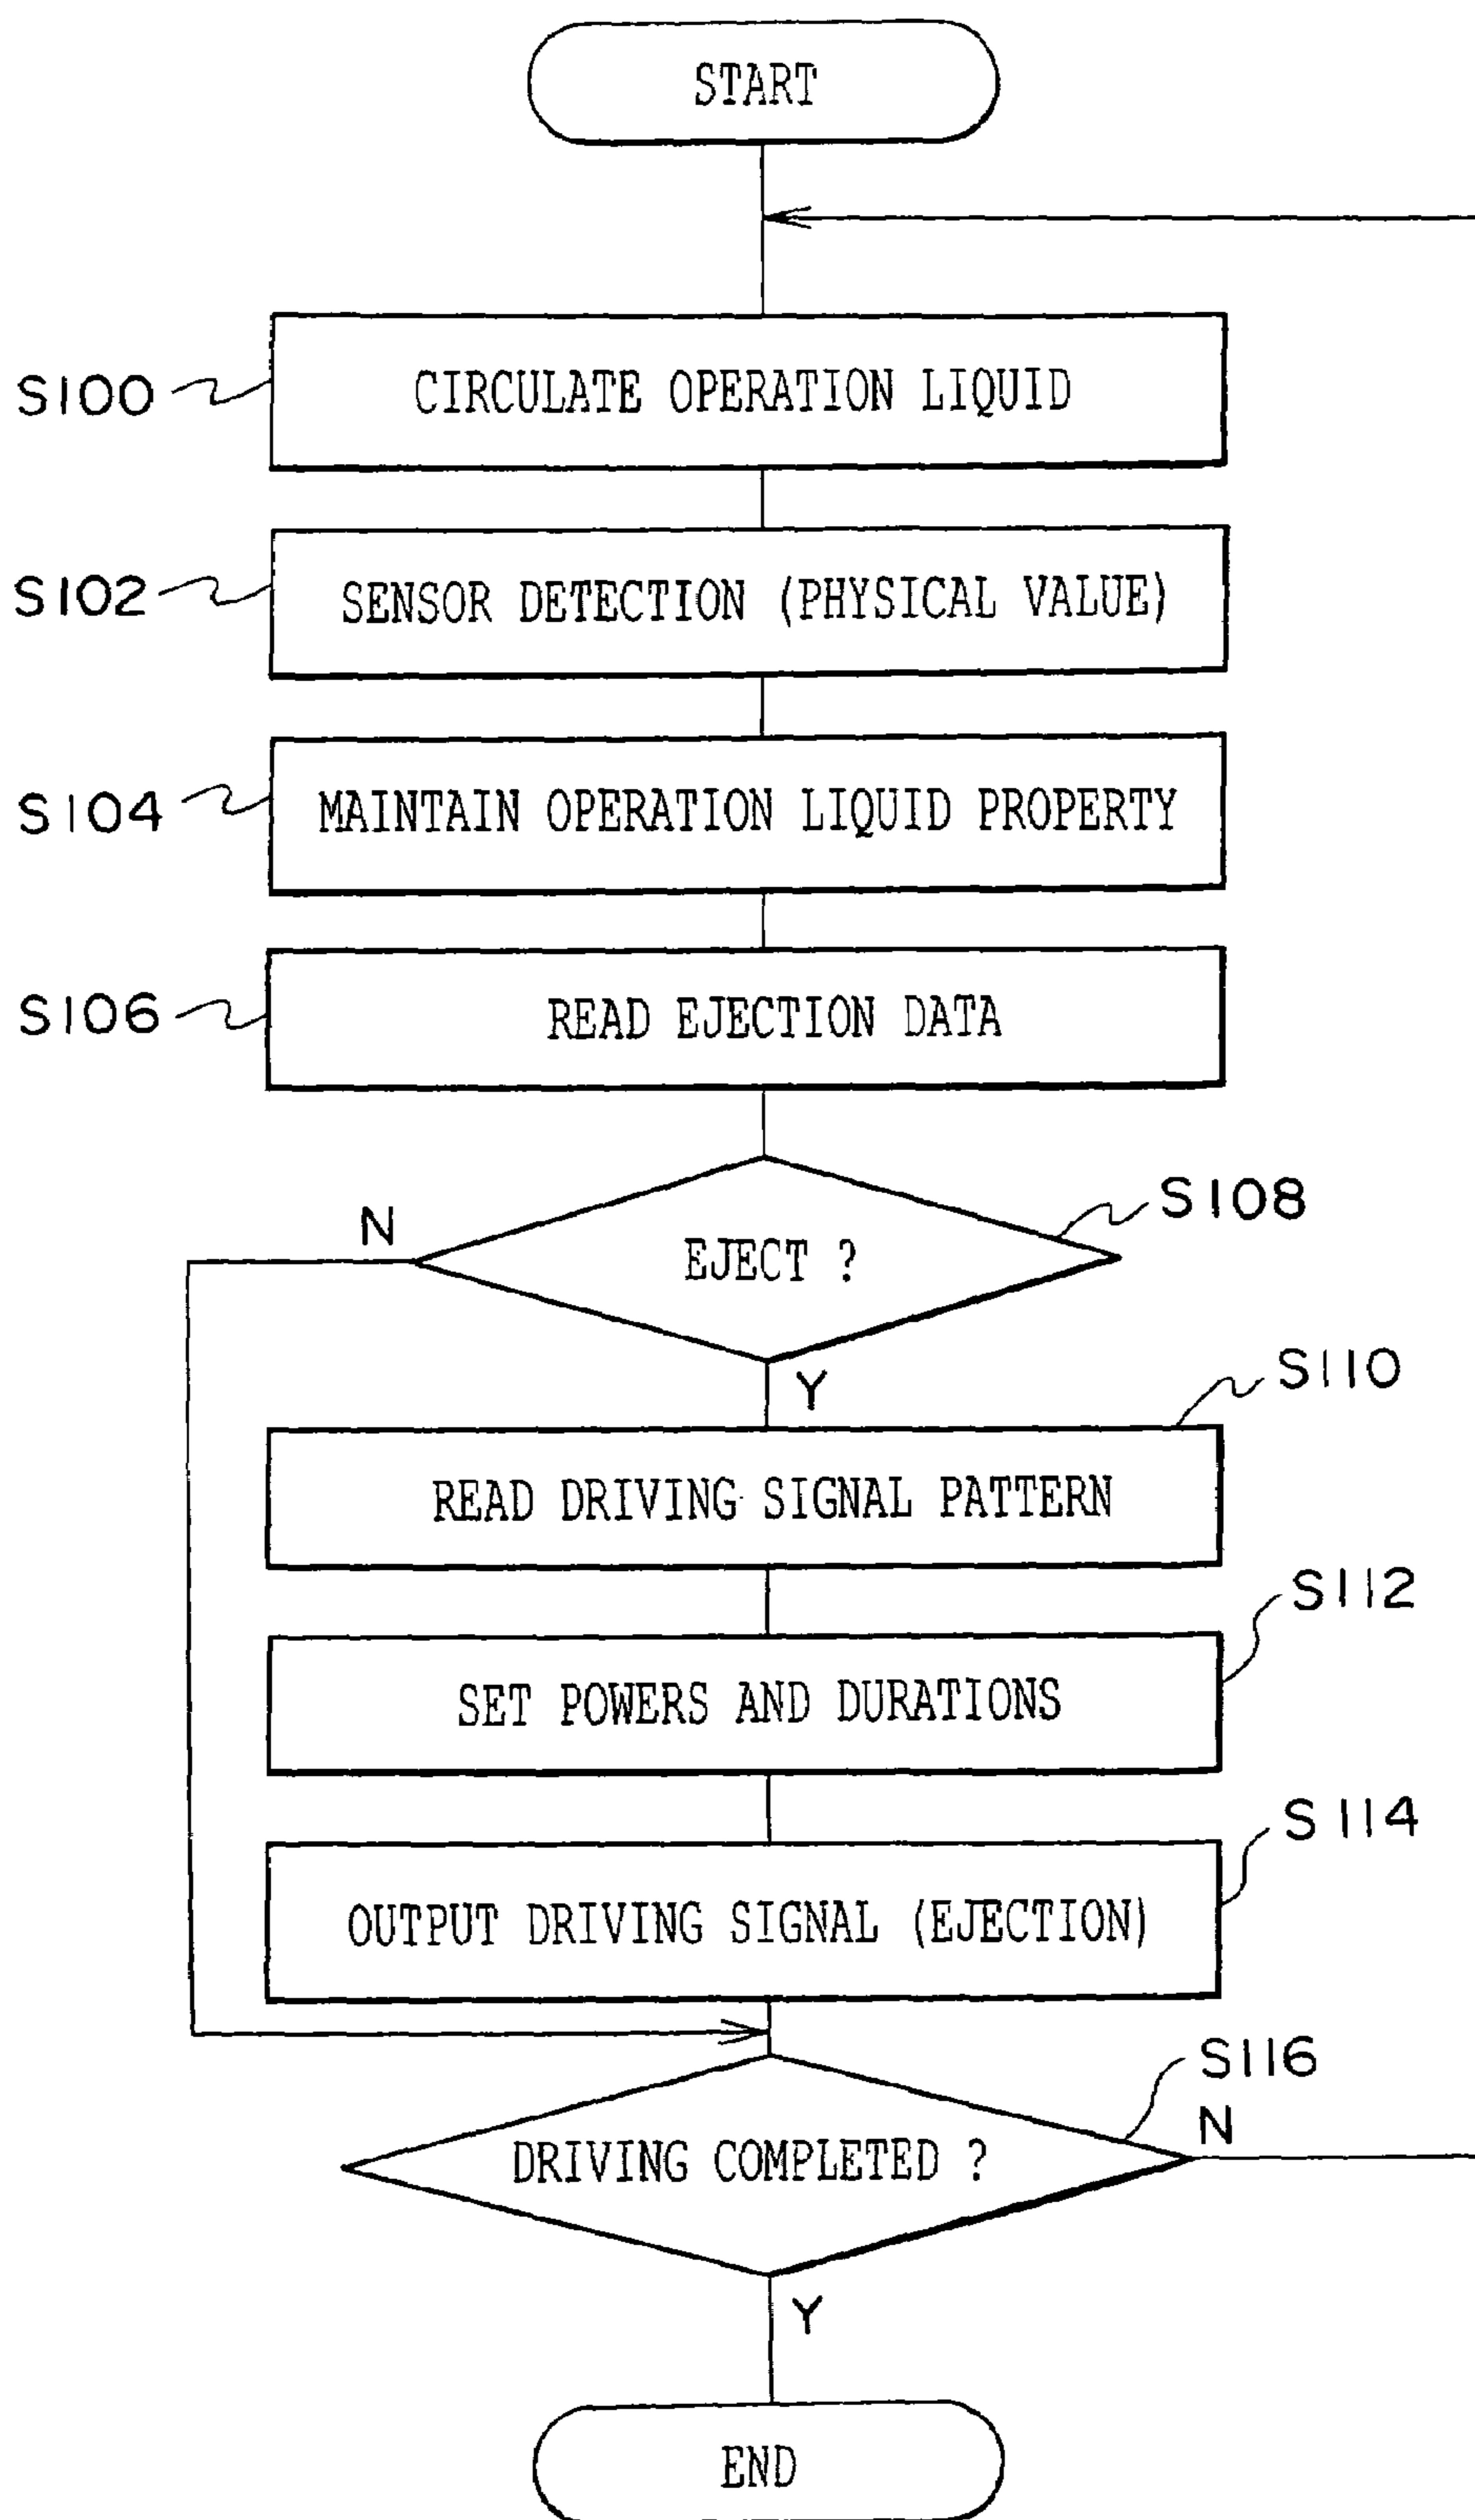 START
S100
CIRCULATE OPERATION LIQUID
S102
SENSOR DETECTION (PHYSICAL VALUE)
S104
MAINTAIN OPERATION LIQUID PROPERTY
S106
READ EJECTION DATA
S108
N
EJECT ?
Y
S110
READ DRIVING SIGNAL PATTERN
S112
SET POWERS AND DURATIONS
S114
OUTPUT DRIVING SIGNAL (EJECTION)
S116
N
DRIVING COMPLETED ?
Y
END